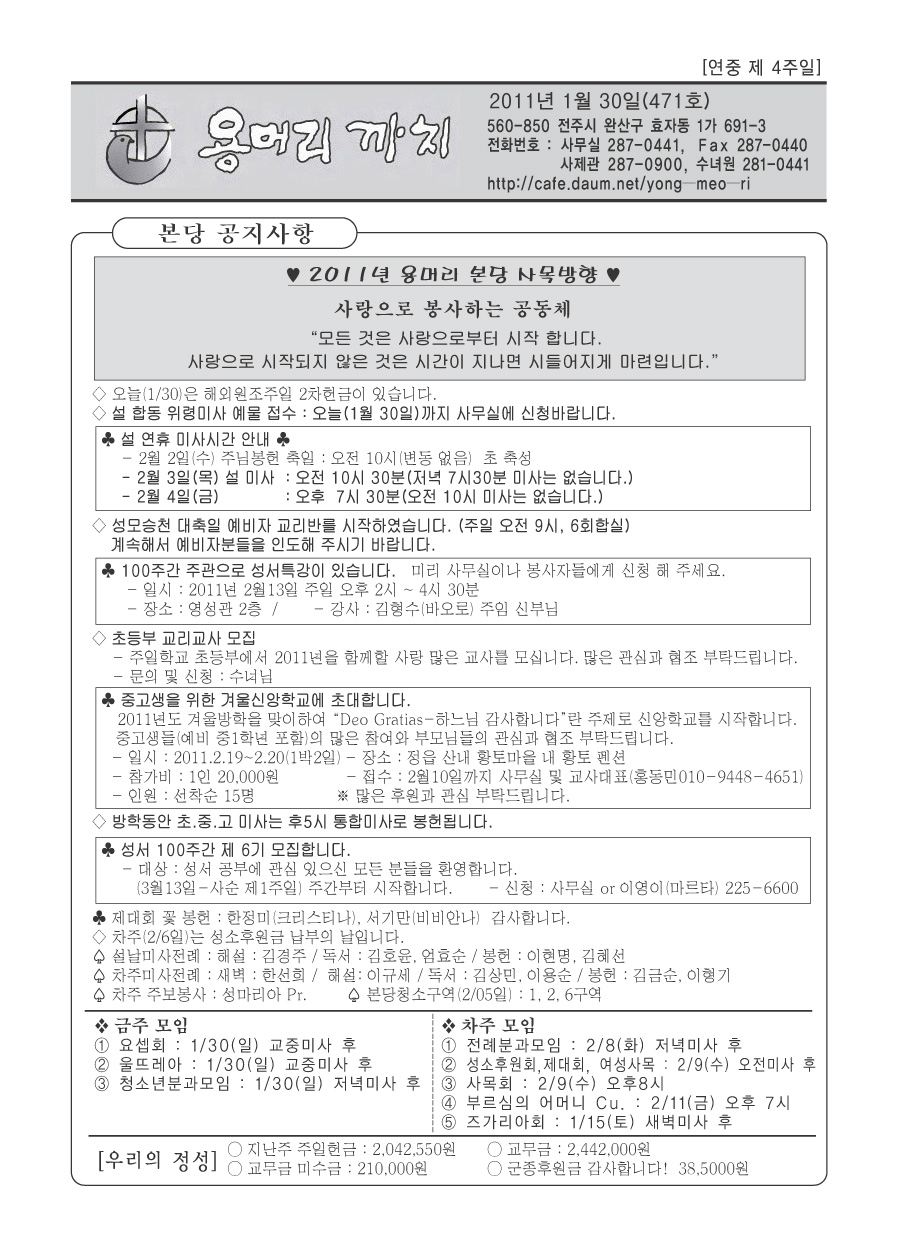 [연중 제 4주일]
용머리 까치
2011년 1월 30일(471호)
560-850 전주시 완산구 효자동 1가 691-3
전화번호 : 사무실 287-0441, Fax 287-0440
사제관 287-0900, 수녀원 281-0441
http://cafe.daum.net/yong-meo-ri
본당 공지사항
♥ 2011년 용머리 본당 사목방향 ♥
사랑으로 봉사하는 공동체
“모든 것은 사랑으로부터 시작 합니다.
사랑으로 시작되지 않은 것은 시간이 지나면 시들어지게 마련입니다.”
◇ 오늘(1/30)은 해외원조주일 2차헌금이 있습니다.
◇ 설 합동 위령미사 예물 접수 : 오늘(1월 30일)까지 사무실에 신청바랍니다.
♣ 설 연휴 미사시간 안내 ♣
- 2월 2일(수) 주님봉헌 축일 : 오전 10시(변동 없음) 초 축성
- 2월 3일(목) 설 미사 : 오전 10시 30분(저녁 7시30분 미사는 없습니다.)
- 2월 4일(금) : 오후 7시 30분(오전 10시 미사는 없습니다.)
◇ 성모승천 대축일 예비자 교리반를 시작하였습니다. (주일 오전 9시, 6회합실)
계속해서 예비자분들을 인도해 주시기 바랍니다.
♣ 100주간 주관으로 성서특강이 있습니다. 미리 사무실이나 봉사자들에게 신청 해 주세요.
- 일시 : 2011년 2월13일 주일 오후 2시 ~ 4시 30분
- 장소 : 영성관 2층 / - 강사 : 김형수(바오로) 주임 신부님
◇ 초등부 교리교사 모집
- 주일학교 초등부에서 2011년을 함께할 사랑 많은 교사를 모십니다. 많은 관심과 협조 부탁드립니다.
- 문의 및 신청 : 수녀님
♣ 중고생을 위한 겨울신앙학교에 초대합니다.
2011년도 겨울방학을 맞이하여 “Deo Gratias-하느님 감사합니다”란 주제로 신앙학교를 시작합니다.
중고생들(예비 중1학년 포함)의 많은 참여와 부모님들의 관심과 협조 부탁드립니다.
- 일시 : 2011.2.19~2.20(1박2일) - 장소 : 정읍 산내 황토마을 내 황토 펜션
- 참가비 : 1인 20,000원 - 접수 : 2월10일까지 사무실 및 교사대표(홍동민010-9448-4651)
- 인원 : 선착순 15명 ※ 많은 후원과 관심 부탁드립니다.
◇ 방학동안 초.중.고 미사는 후5시 통합미사로 봉헌됩니다.
♣ 성서 100주간 제 6기 모집합니다.
- 대상 : 성서 공부에 관심 있으신 모든 분들을 환영합니다.
(3월13일-사순 제1주일) 주간부터 시작합니다. - 신청 : 사무실 or 이영이(마르타) 225-6600
♣ 제대회 꽃 봉헌 : 한정미(크리스티나), 서기만(비비안나) 감사합니다.
◇ 차주(2/6일)는 성소후원금 납부의 날입니다.
♤ 설날미사전례 : 해설 : 김경주 / 독서 : 김호윤, 엄효순 / 봉헌 : 이현명, 김혜선
♤ 차주미사전례 : 새벽 : 한선희 / 해설: 이규세 / 독서 : 김상민, 이용순 / 봉헌 : 김금순, 이형기
♤ 차주 주보봉사 : 성마리아 Pr. ♤ 본당청소구역(2/05일) : 1, 2, 6구역
❖ 금주 모임
① 요셉회 : 1/30(일) 교중미사 후
② 울뜨레아 : 1/30(일) 교중미사 후
③ 청소년분과모임 : 1/30(일) 저녁미사 후
❖ 차주 모임
① 전례분과모임 : 2/8(화) 저녁미사 후
② 성소후원회,제대회, 여성사목 : 2/9(수) 오전미사 후
③ 사목회 : 2/9(수) 오후8시
④ 부르심의 어머니 Cu. : 2/11(금) 오후 7시
⑤ 즈가리아회 : 1/15(토) 새벽미사 후
[우리의 정성]
○ 지난주 주일헌금 : 2,042,550원 ○ 교무금 : 2,442,000원
○ 교무금 미수금 : 210,000원 ○ 군종후원금 감사합니다! 38,5000원